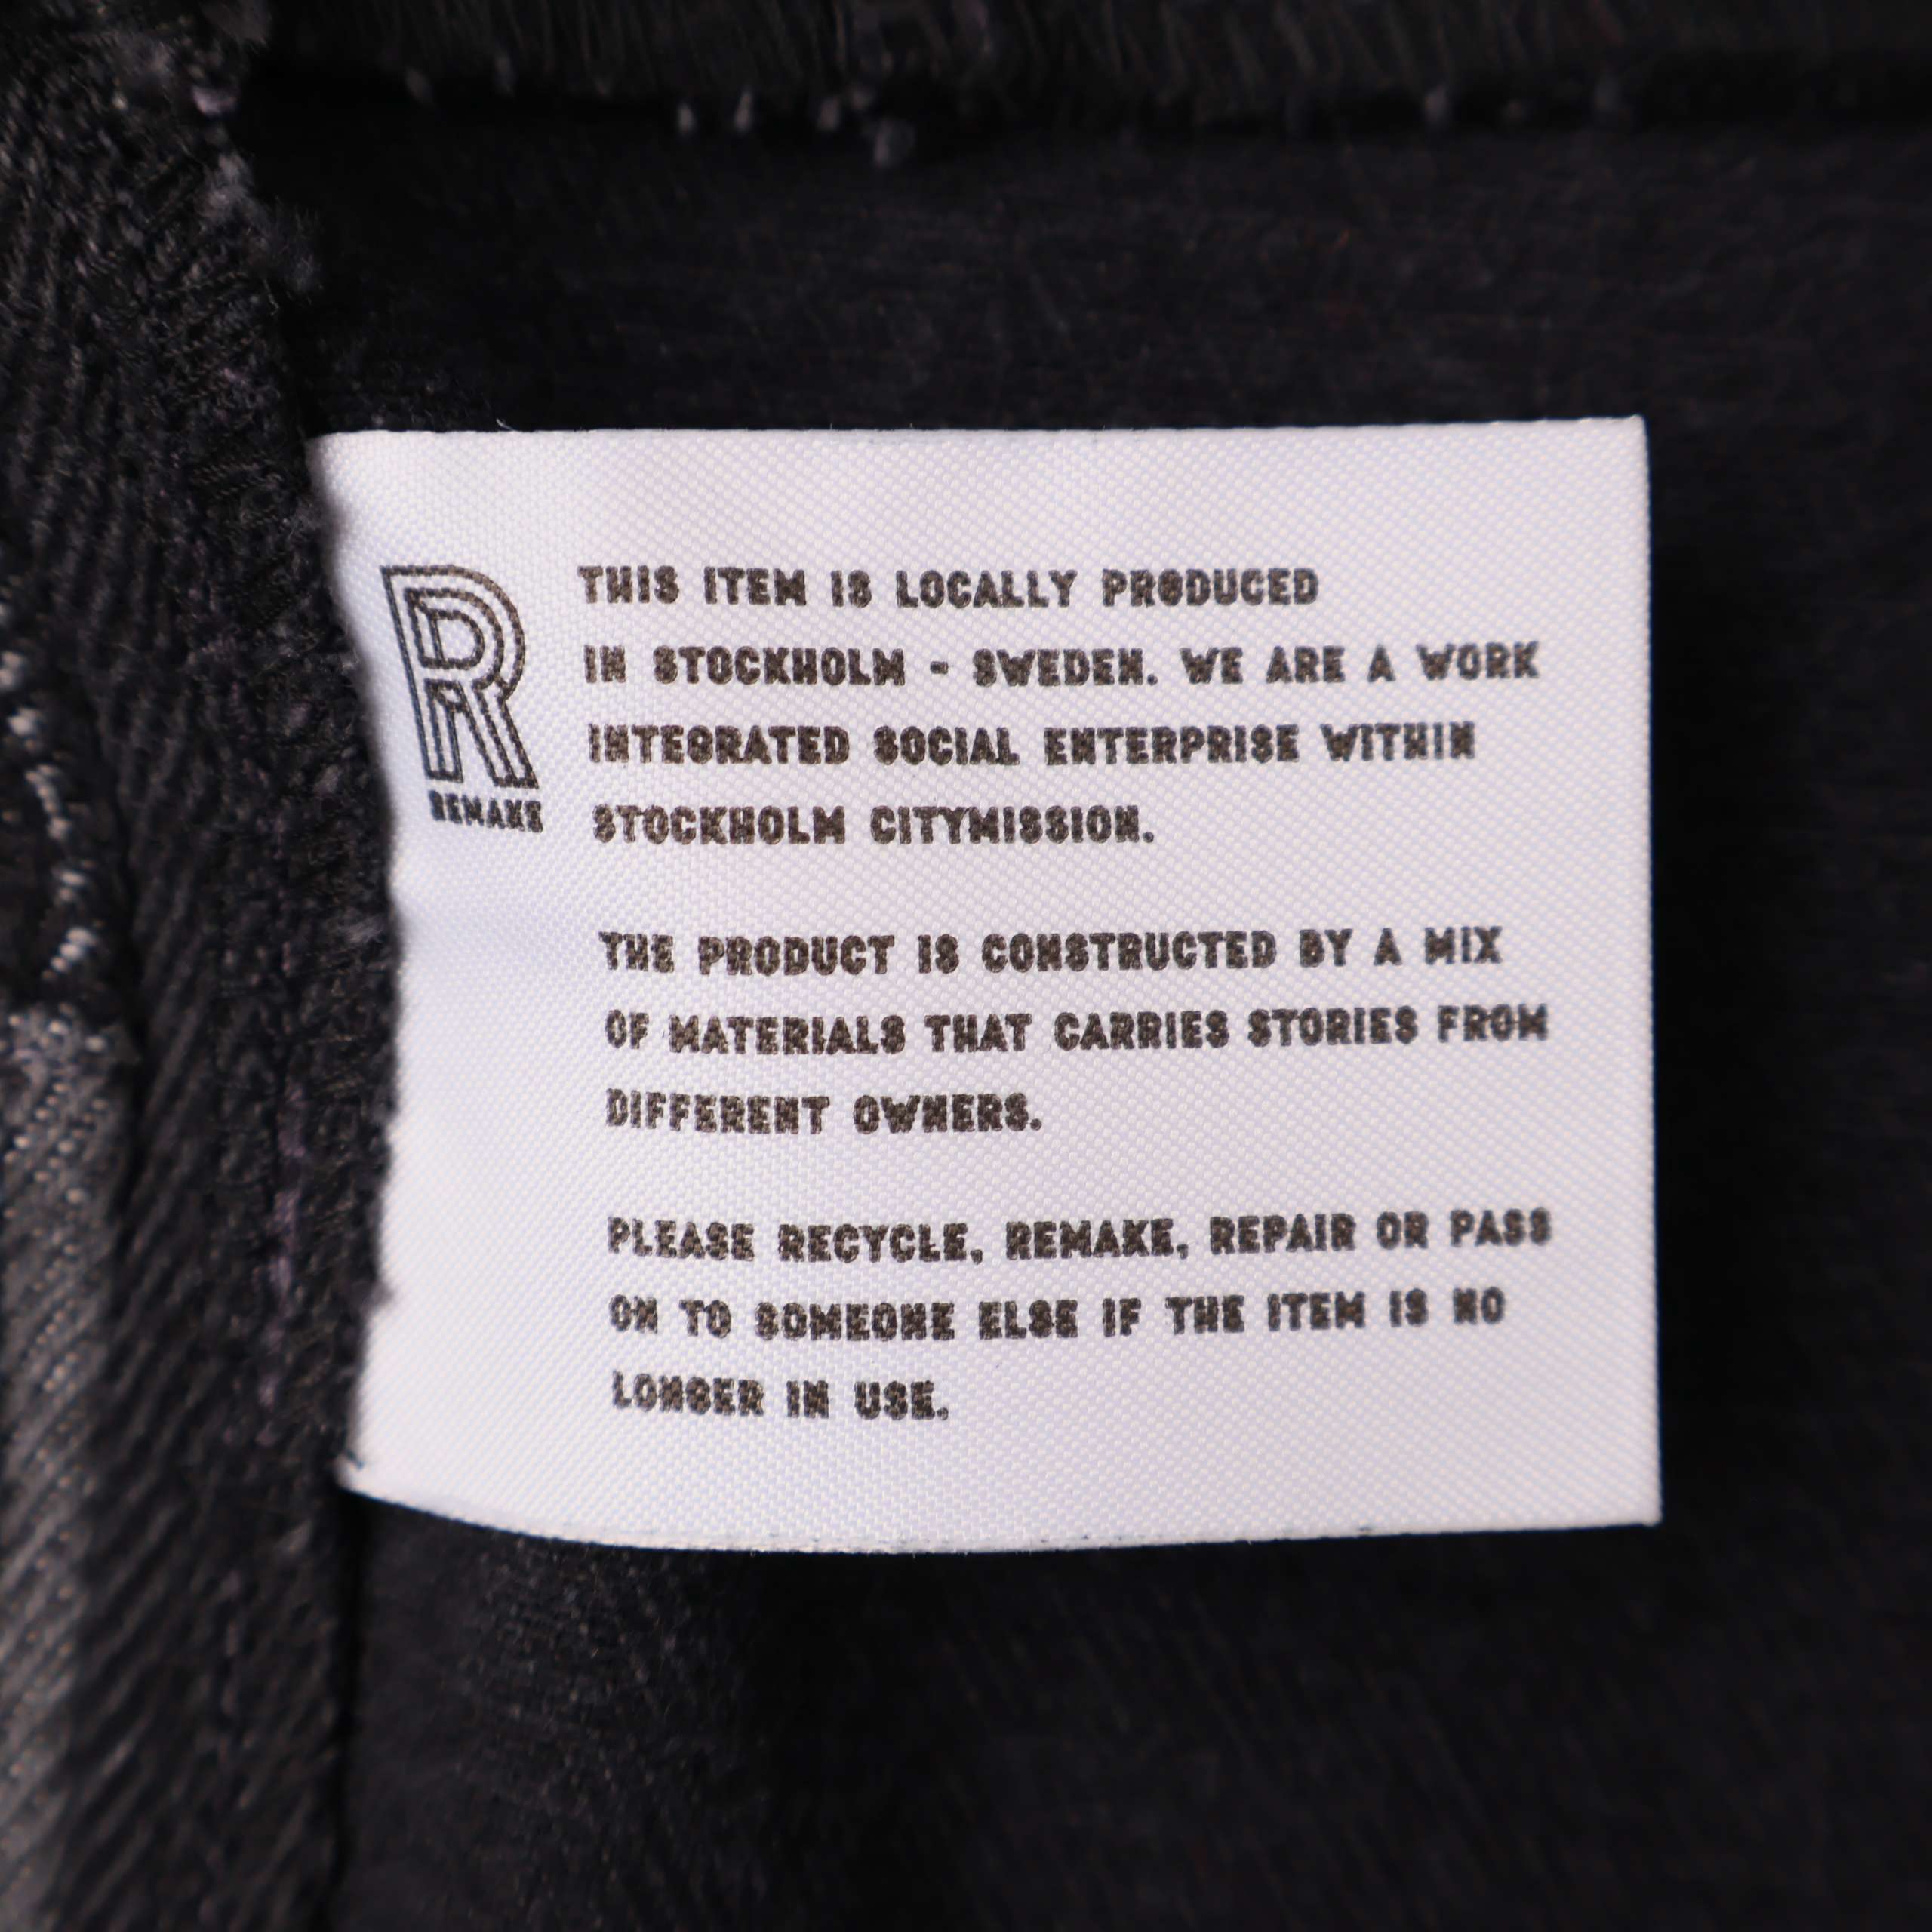 R
REMAKE
THIS ITEM IS LOCALLY PRODUCED
IN STOCKHOLM - SWEDEN. WE ARE A WORK
INTEGRATED SOCIAL ENTERPRISE WITHIN
STOCKHOLM CITYMISSION.
THE PRODUCT IS CONSTRUCTED BY A MIX
OF MATERIALS THAT CARRIES STORIES FROM
DIFFERENT OWNERS.
PLEASE RECYCLE, REMAKE, REPAIR OR PASS
ON TO SOMEONE ELSE IF THE ITEM IS NO
LONGER IN USE.